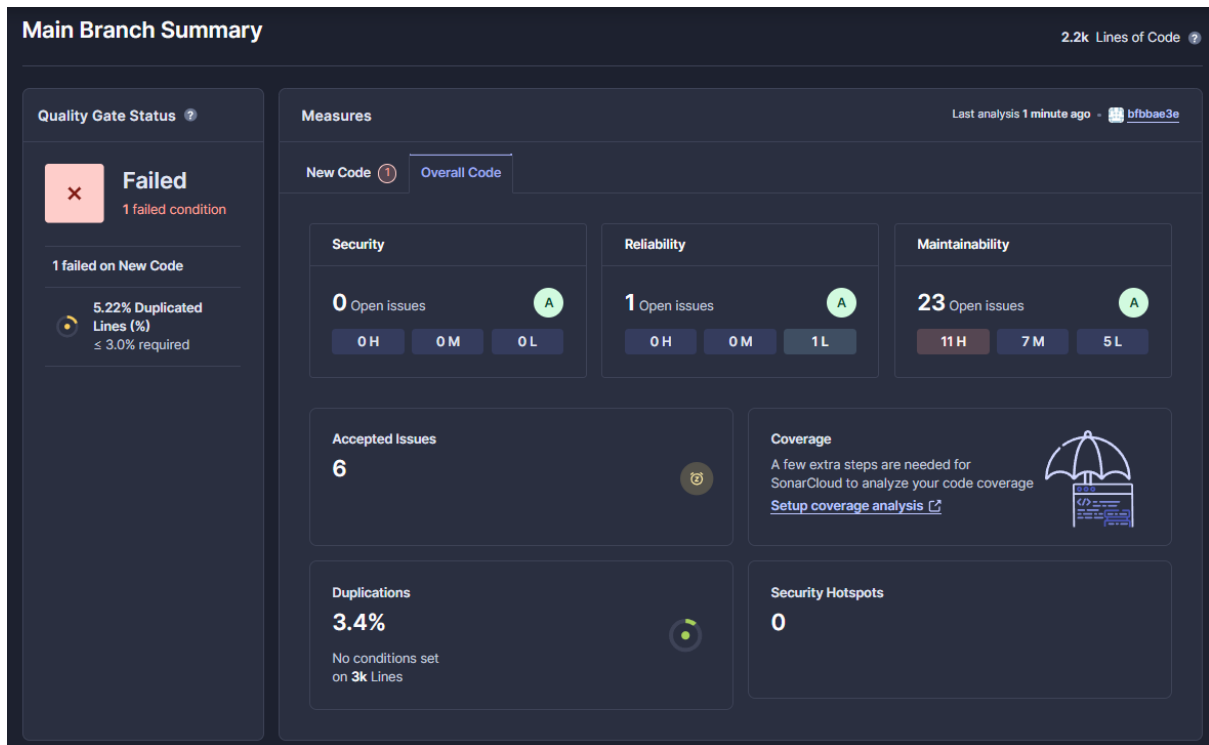 Main Branch Summary
2.2k Lines of Code ?
Quality Gate Status ?
Failed
1 failed condition
1 failed on New Code
5.22% Duplicated
Lines (%)
≤ 3.0% required
Measures
Last analysis 1 minute ago • bfbbae3e
New Code 1
Overall Code
Security
0 Open issues
A
0 H 0 M 0 L
Reliability
1 Open issues
A
0 H 0 M 1 L
Maintainability
23 Open issues
A
11 H 7 M 5 L
Accepted Issues
6
Coverage
A few extra steps are needed for
SonarCloud to analyze your code coverage
Setup coverage analysis
Duplications
3.4%
No conditions set
on 3k Lines
Security Hotspots
0